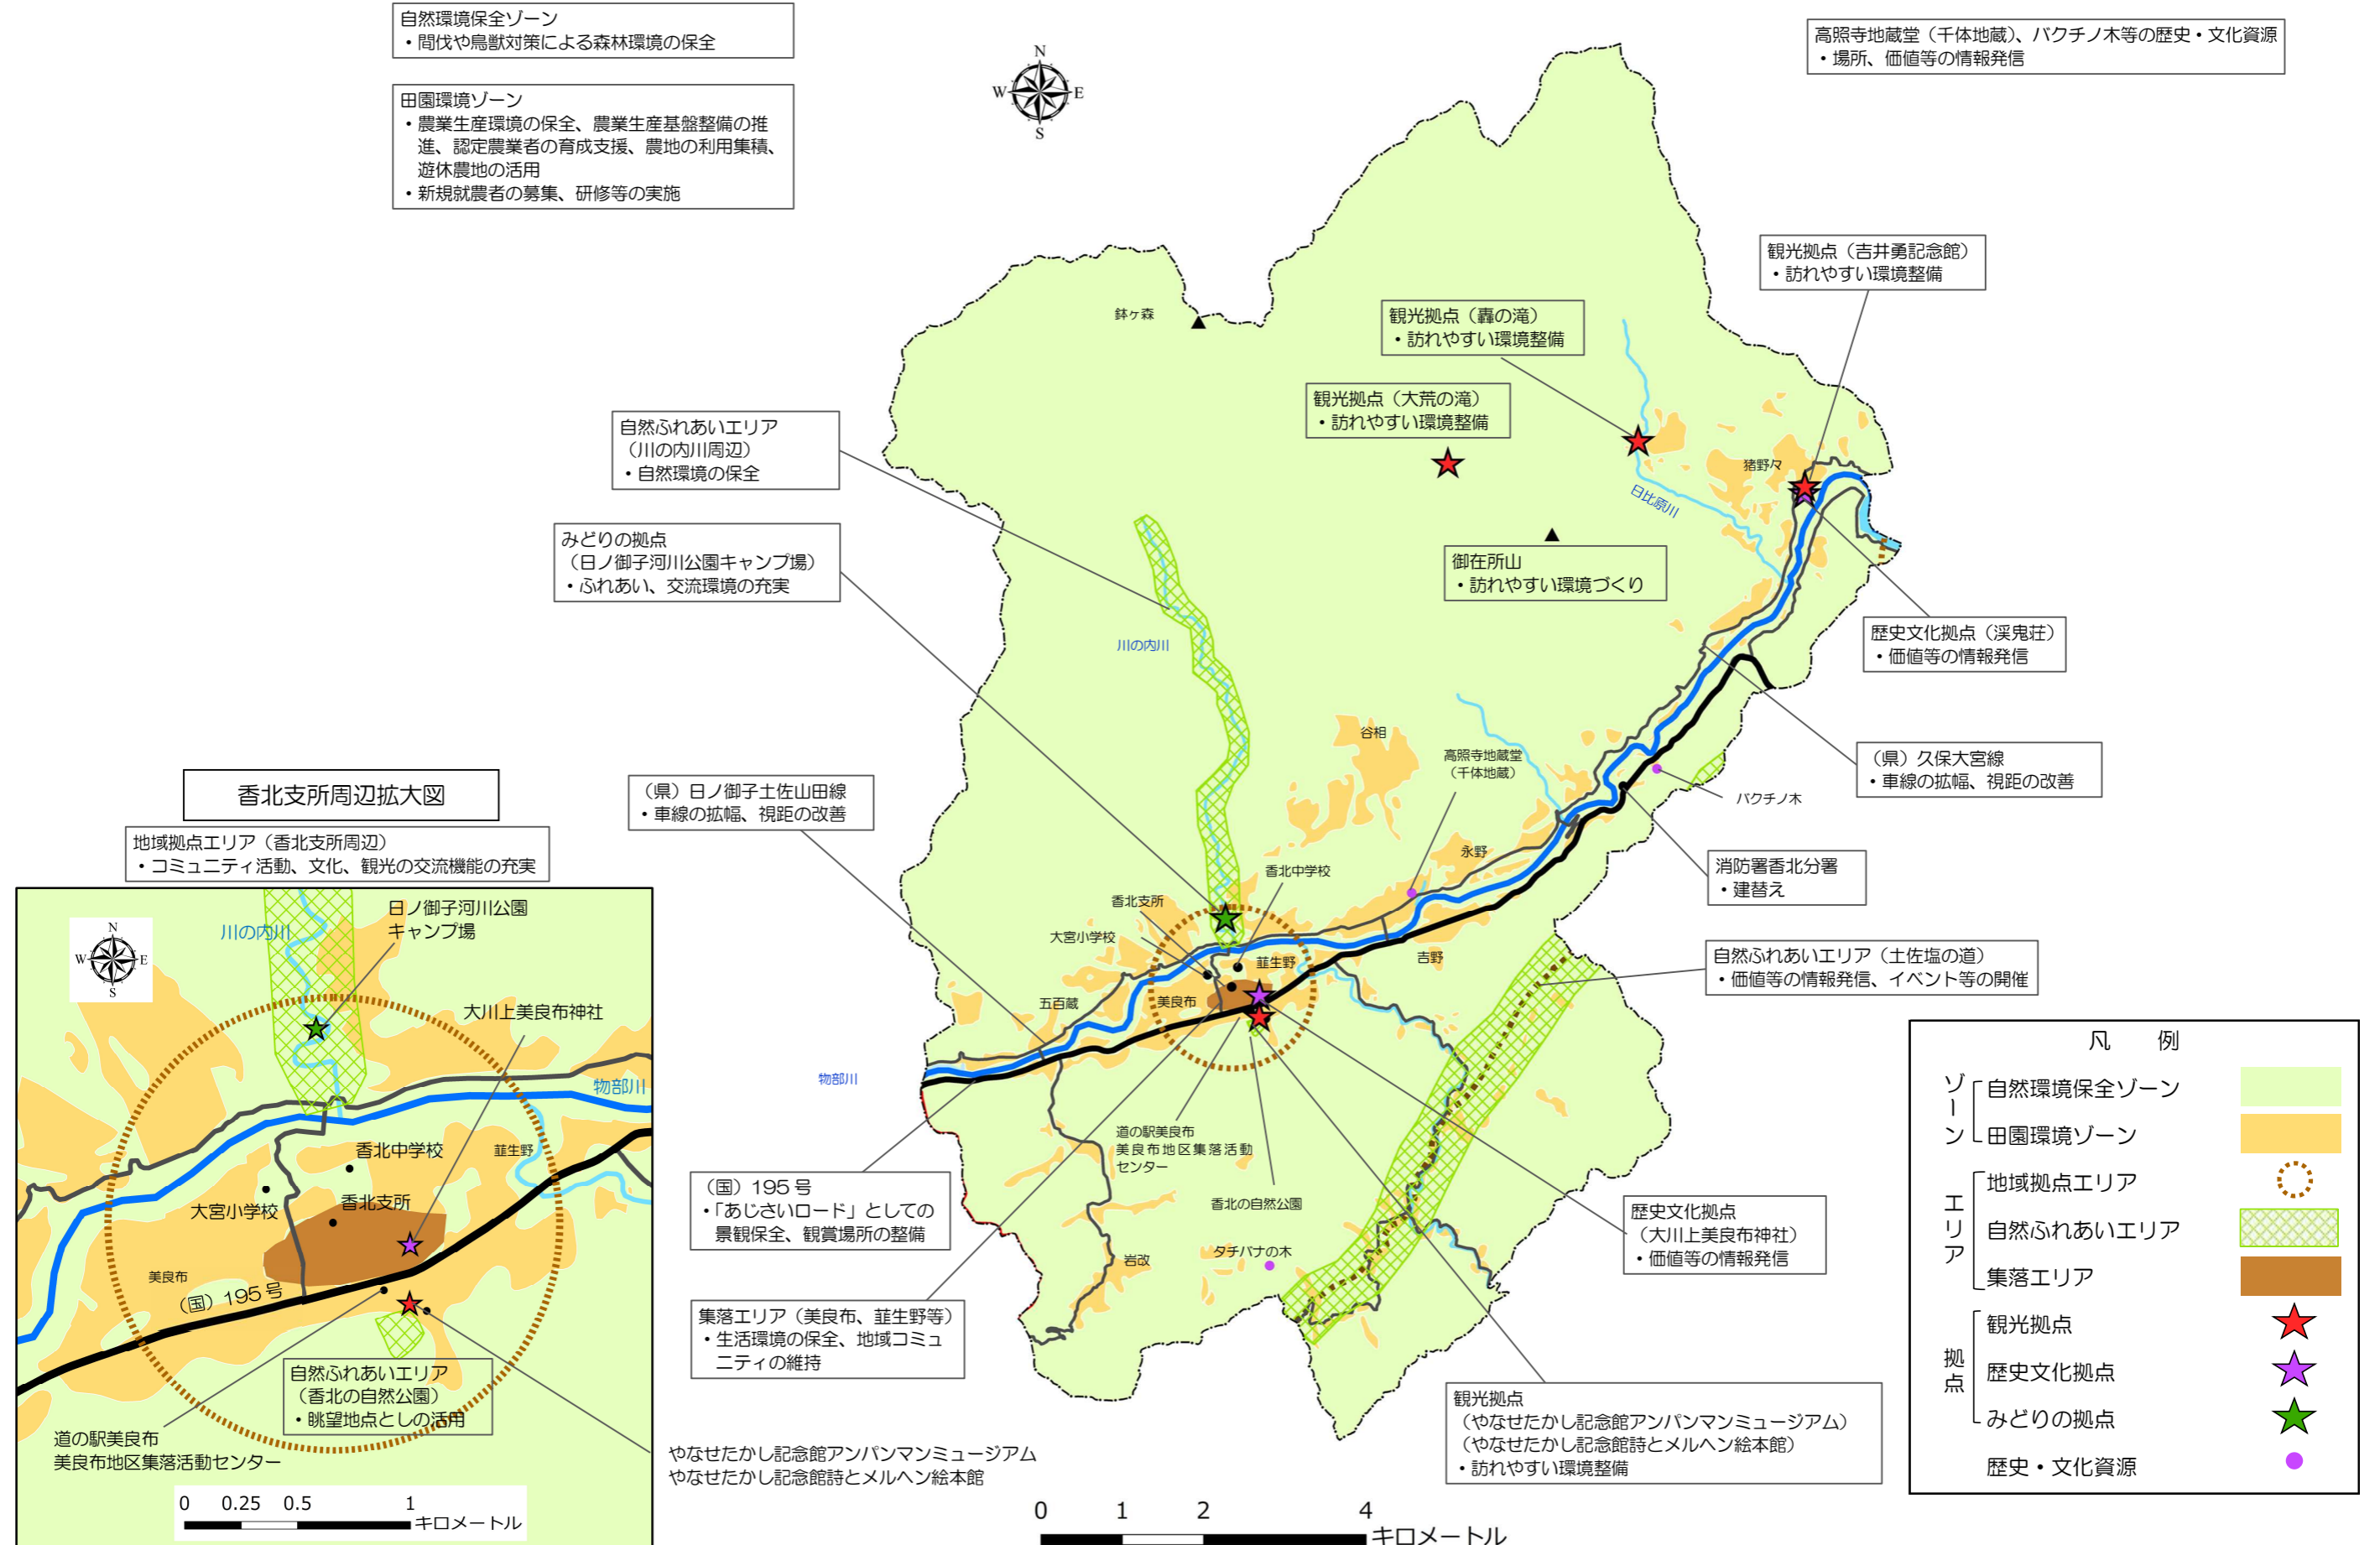 自然環境保全ゾーン
・間伐や鳥獣対策による森林環境の保全
田園環境ゾーン
・農業生産環境の保全、農業生産基盤整備の推
進、認定農業者の育成支援、農地の利用集積、
遊休農地の活用
・新規就農者の募集、研修等の実施
N
W
E
S
高照寺地蔵堂（千体地蔵）、バクチノ木等の歴史・文化資源
・場所、価値等の情報発信
観光拠点（吉井勇記念館）
・訪れやすい環境整備
観光拠点（轟の滝）
・訪れやすい環境整備
観光拠点（大荒の滝）
・訪れやすい環境整備
鉢ヶ森
猪野々
日比原川
御在所山
・訪れやすい環境づくり
自然ふれあいエリア
（川の内川周辺）
・自然環境の保全
みどりの拠点
（日ノ御子河川公園キャンプ場）
・ふれあい、交流環境の充実
川の内川
歴史文化拠点（渓鬼荘）
・価値等の情報発信
谷相
高照寺地蔵堂
（千体地蔵）
（県）久保大宮線
・車線の拡幅、視距の改善
バクチノ木
（県）日ノ御子土佐山田線
・車線の拡幅、視距の改善
永野
消防署香北分署
・建替え
香北中学校
香北支所
大宮小学校
韮生野
吉野
自然ふれあいエリア（土佐塩の道）
・価値等の情報発信、イベント等の開催
五百蔵
美良布
物部川
道の駅美良布
美良布地区集落活動
センター
香北の自然公園
（国）195号
・「あじさいロード」としての
景観保全、観賞場所の整備
歴史文化拠点
（大川上美良布神社）
・価値等の情報発信
岩改
タチバナの木
集落エリア（美良布、韮生野等）
・生活環境の保全、地域コミュ
ニティの維持
観光拠点
（やなせたかし記念館アンパンマンミュージアム）
（やなせたかし記念館詩とメルヘン絵本館）
・訪れやすい環境整備
0 1 2 4
キロメートル
香北支所周辺拡大図
地域拠点エリア（香北支所周辺）
・コミュニティ活動、文化、観光の交流機能の充実
N
W
E
S
川の内川
日ノ御子河川公園
キャンプ場
大川上美良布神社
物部川
香北中学校
韮生野
大宮小学校
香北支所
美良布
（国）195号
自然ふれあいエリア
（香北の自然公園）
・眺望地点としの活用
道の駅美良布
美良布地区集落活動センター
やなせたかし記念館アンパンマンミュージアム
やなせたかし記念館詩とメルヘン絵本館
0 0.25 0.5 1
キロメートル
凡 例
ゾーン
自然環境保全ゾーン
田園環境ゾーン
エリア
地域拠点エリア
自然ふれあいエリア
集落エリア
拠点
観光拠点
歴史文化拠点
みどりの拠点
歴史・文化資源